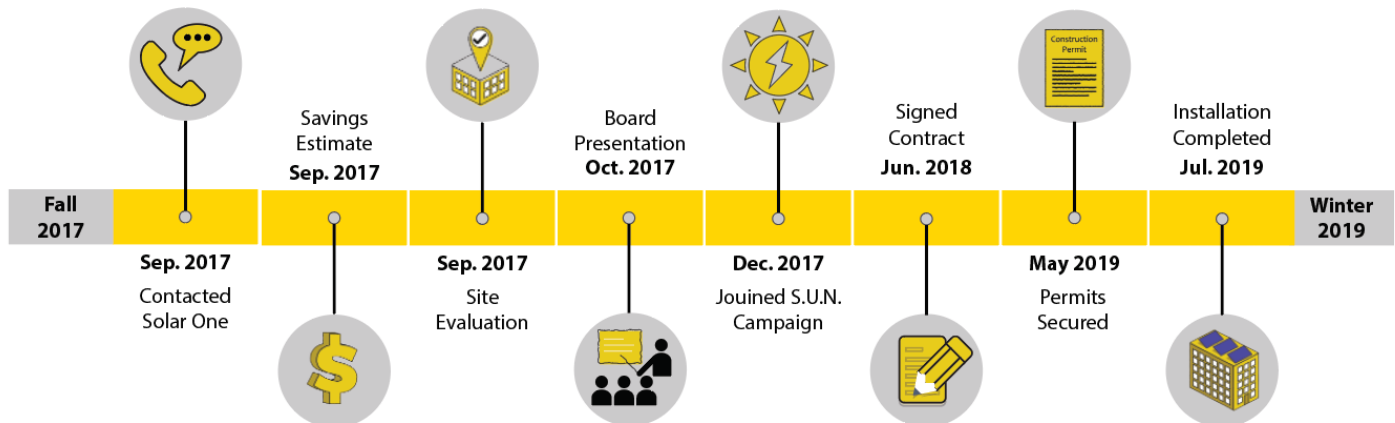 Fall
2017
Sep. 2017
Contacted
Solar One
Savings
Estimate
Sep. 2017
Sep. 2017
Site
Evaluation
Board
Presentation
Oct. 2017
Dec. 2017
Jouined S.U.N.
Campaign
Signed
Contract
Jun. 2018
Construction
Permit
May 2019
Permits
Secured
Installation
Completed
Jul. 2019
Winter
2019